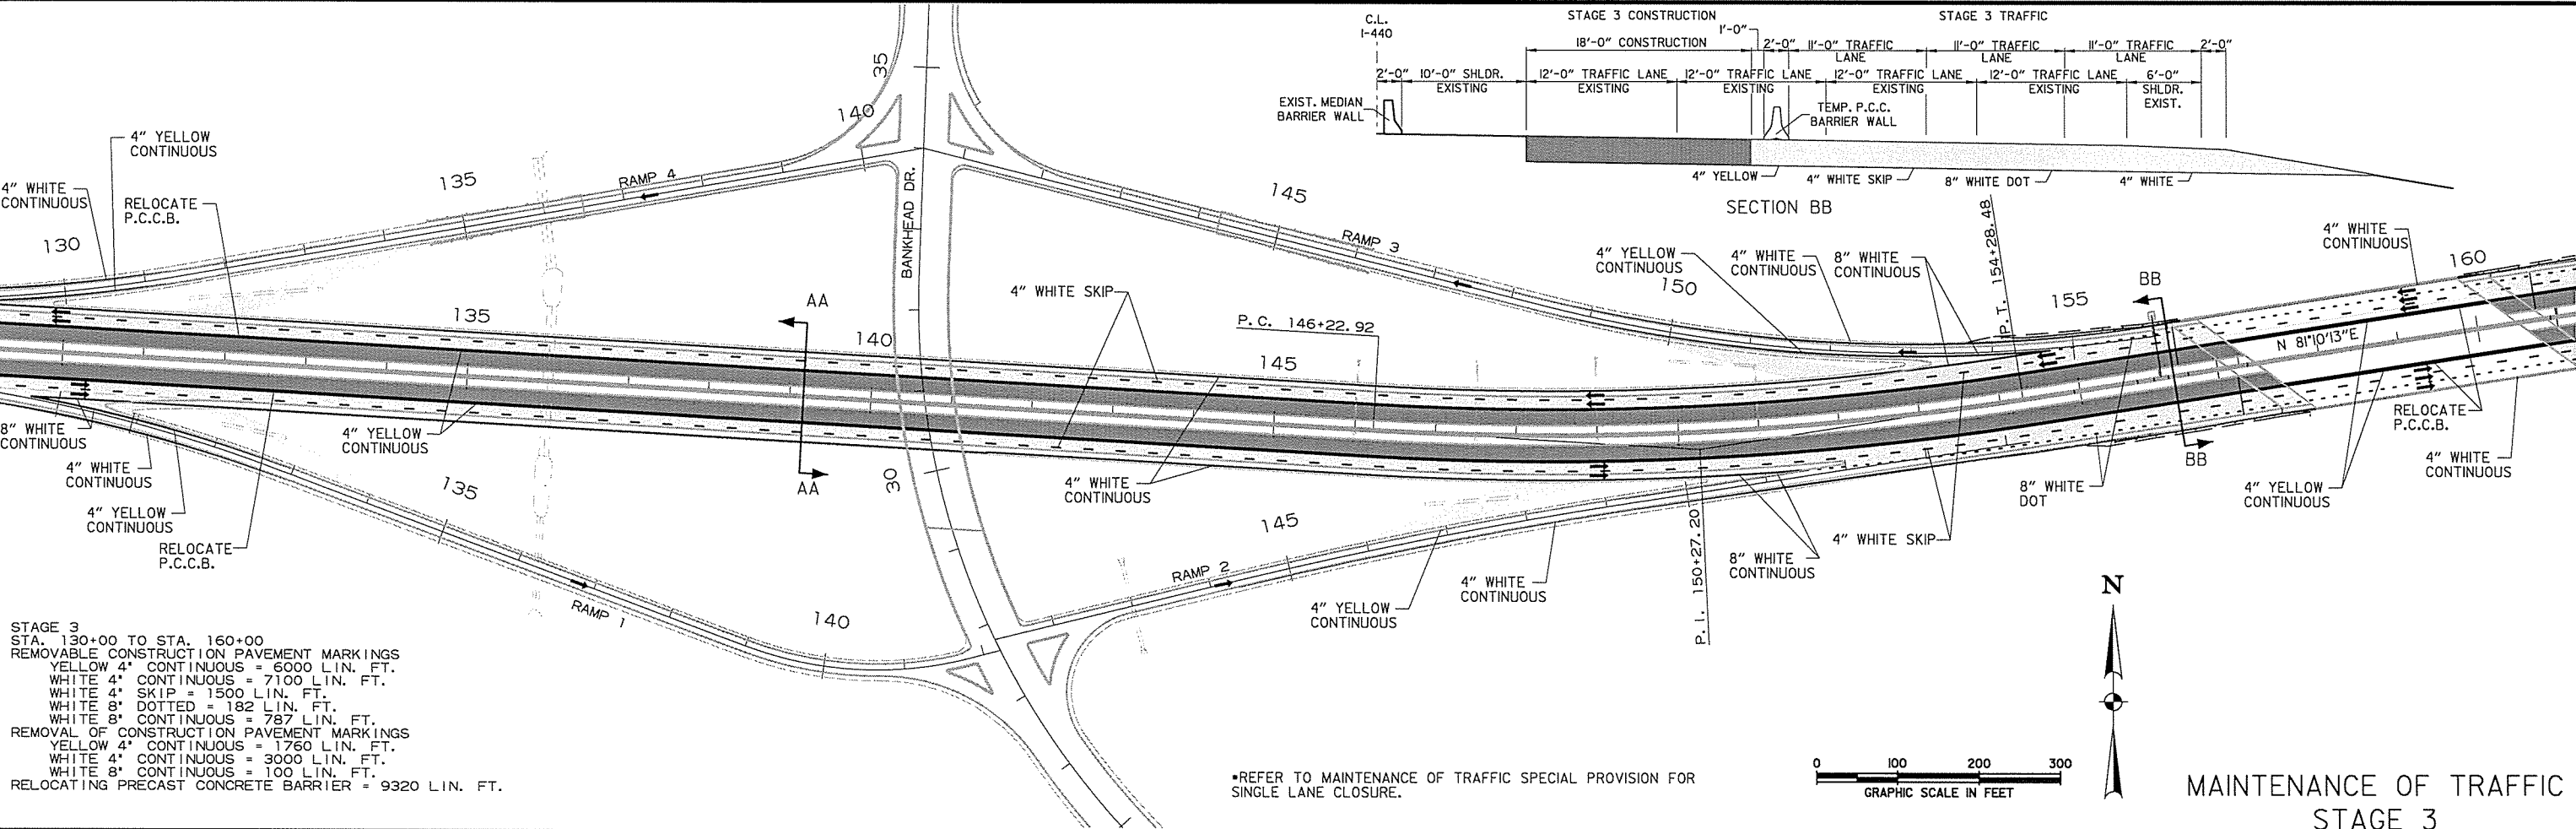 C.L.
I-440
STAGE 3 CONSTRUCTION
STAGE 3 TRAFFIC
1'-0"
18'-0" CONSTRUCTION
2'-0"
11'-0" TRAFFIC
LANE
11'-0" TRAFFIC
LANE
11'-0" TRAFFIC
LANE
2'-0"
2'-0"
10'-0" SHLDR.
EXISTING
12'-0" TRAFFIC LANE
EXISTING
12'-0" TRAFFIC LANE
EXISTING
12'-0" TRAFFIC LANE
EXISTING
12'-0" TRAFFIC LANE
EXISTING
6'-0"
SHLDR.
EXIST.
EXIST. MEDIAN
BARRIER WALL
TEMP. P.C.C.
BARRIER WALL
4" YELLOW
4" WHITE SKIP
8" WHITE DOT
4" WHITE
SECTION BB
35
140
4" YELLOW
CONTINUOUS
4" WHITE
CONTINUOUS
RELOCATE
P.C.C.B.
130
135
RAMP 4
BANKHEAD DR.
145
RAMP 3
4" YELLOW
CONTINUOUS
4" WHITE
CONTINUOUS
8" WHITE
CONTINUOUS
150
P.T. 154+28.48
155
BB
4" WHITE
CONTINUOUS
160
AA
135
140
4" WHITE SKIP
P.C. 146+22.92
145
N 81°10'13"E
8" WHITE
CONTINUOUS
4" WHITE
CONTINUOUS
4" YELLOW
CONTINUOUS
RELOCATE
P.C.C.B.
135
4" YELLOW
CONTINUOUS
AA
30
4" WHITE
CONTINUOUS
145
RAMP 1
140
RAMP 2
4" YELLOW
CONTINUOUS
4" WHITE
CONTINUOUS
P.I. 150+27.20
8" WHITE
CONTINUOUS
4" WHITE SKIP
8" WHITE
DOT
BB
4" YELLOW
CONTINUOUS
RELOCATE
P.C.C.B.
4" WHITE
CONTINUOUS
N
STAGE 3
STA. 130+00 TO STA. 160+00
REMOVABLE CONSTRUCTION PAVEMENT MARKINGS
YELLOW 4" CONTINUOUS = 6000 LIN. FT.
WHITE 4" CONTINUOUS = 7100 LIN. FT.
WHITE 4" SKIP = 1500 LIN. FT.
WHITE 8" DOTTED = 182 LIN. FT.
WHITE 8" CONTINUOUS = 787 LIN. FT.
REMOVAL OF CONSTRUCTION PAVEMENT MARKINGS
YELLOW 4" CONTINUOUS = 1760 LIN. FT.
WHITE 4" CONTINUOUS = 3000 LIN. FT.
WHITE 8" CONTINUOUS = 100 LIN. FT.
RELOCATING PRECAST CONCRETE BARRIER = 9320 LIN. FT.
*REFER TO MAINTENANCE OF TRAFFIC SPECIAL PROVISION FOR
SINGLE LANE CLOSURE.
0 100 200 300
GRAPHIC SCALE IN FEET
MAINTENANCE OF TRAFFIC
STAGE 3